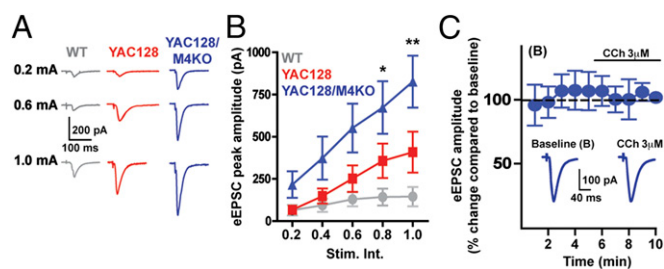 A
WT YAC128 YAC128/
M4KO
0.2 mA
0.6 mA
200 pA
100 ms
1.0 mA
B
eEPSC peak amplitude (pA)
1000
750
500
250
0
WT
YAC128
YAC128/M4KO
*
**
0.2 0.4 0.6 0.8 1.0
Stim. Int.
C
eEPSC amplitude
(% change compared to baseline)
(B)
CCh 3μM
100
50
Baseline (B)
CCh 3μM
100 pA
40 ms
2 4 6 8 10
Time (min)